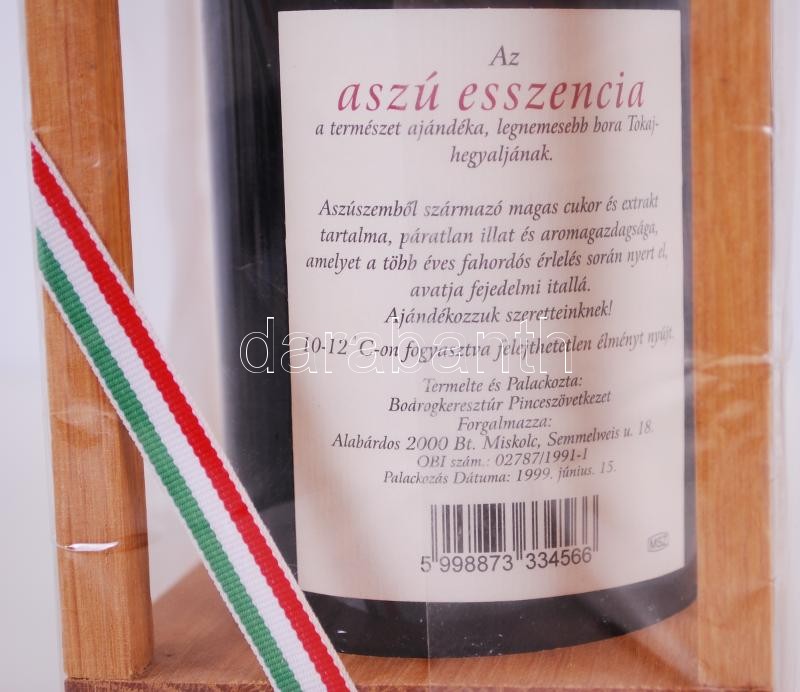 Az
aszú esszencia
a természet ajándéka, legnemesebb bora Tokaj-
hegyaljának.
Aszúszemből származó magas cukor és extrakt
tartalma, páratlan illat és aromagazdagsága,
amelyet a több éves fahordós érlelés során nyert el,
avatja fejedelmi itallá.
Ajándékozzuk szeretteinknek!
darabanth
10-12 °C-on fogyasztva felejthetetlen élményt nyújt.
Termelte és Palackozta:
Bodrogkeresztúr Pinceszövetkezet
Forgalmazza:
Alabárdos 2000 Bt. Miskolc, Semmelweis u. 18.
OBI szám.: 02787/1991-1
Palackozás Dátuma: 1999. június. 15.
5 998873 334566
MSZ